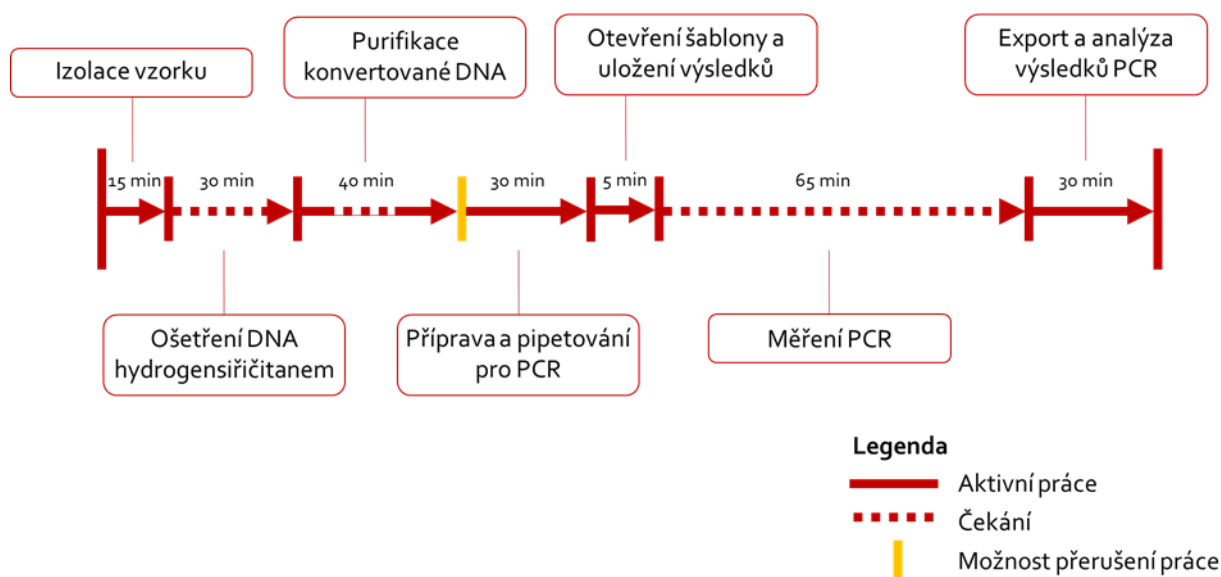 Izolace vzorku
Purifikace
konvertované DNA
Otevření šablony a
uložení výsledků
Export a analýza
výsledků PCR
15 min
30 min
40 min
30 min
5 min
65 min
30 min
Ošetření DNA
hydrogensiřičitanem
Příprava a pipetování
pro PCR
Měření PCR
Legenda
Aktivní práce
Čekání
Možnost přerušení práce